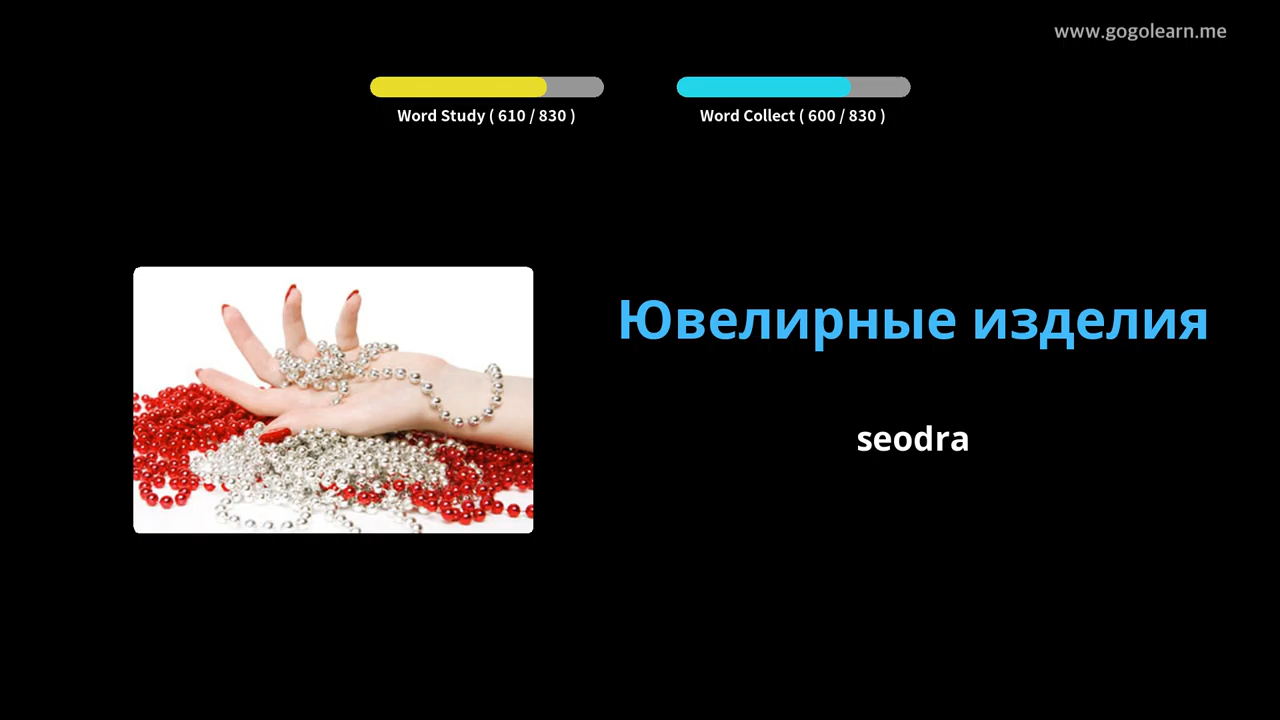 www.gogolearn.me
Word Study ( 610 / 830 )
Word Collect ( 600 / 830 )
Ювелирные изделия
seodra